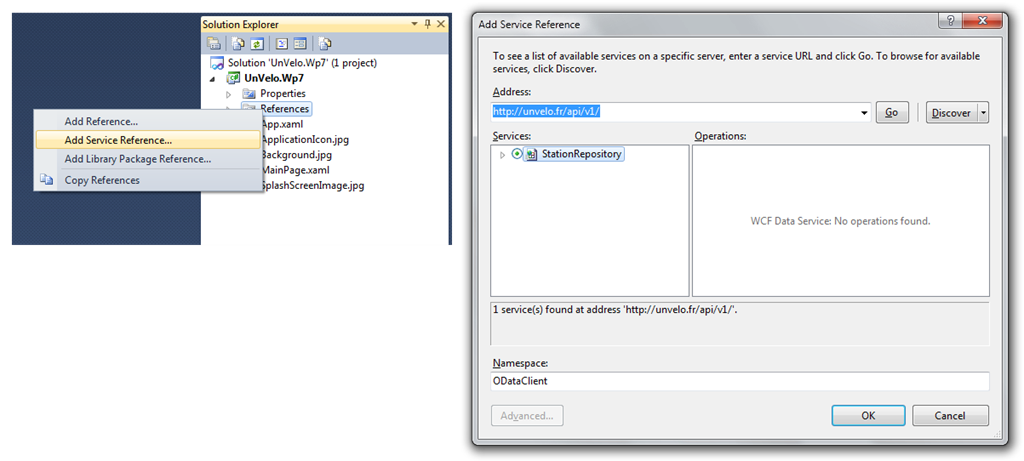 Solution Explorer
Solution 'UnVelo.Wp7' (1 project)
UnVelo.Wp7
Properties
References
Add Reference...
Add Service Reference...
Add Library Package Reference...
Copy References
App.xaml
ApplicationIcon.jpg
Background.jpg
MainPage.xaml
SplashScreenImage.jpg
Add Service Reference
To see a list of available services on a specific server, enter a service URL and click Go. To browse for available
services, click Discover.
Address:
http://unvelo.fr/api/v1/
Go
Discover
Services:
Operations:
StationRepository
WCF Data Service: No operations found.
1 service(s) found at address 'http://unvelo.fr/api/v1/'.
Namespace:
ODataClient
Advanced...
OK
Cancel